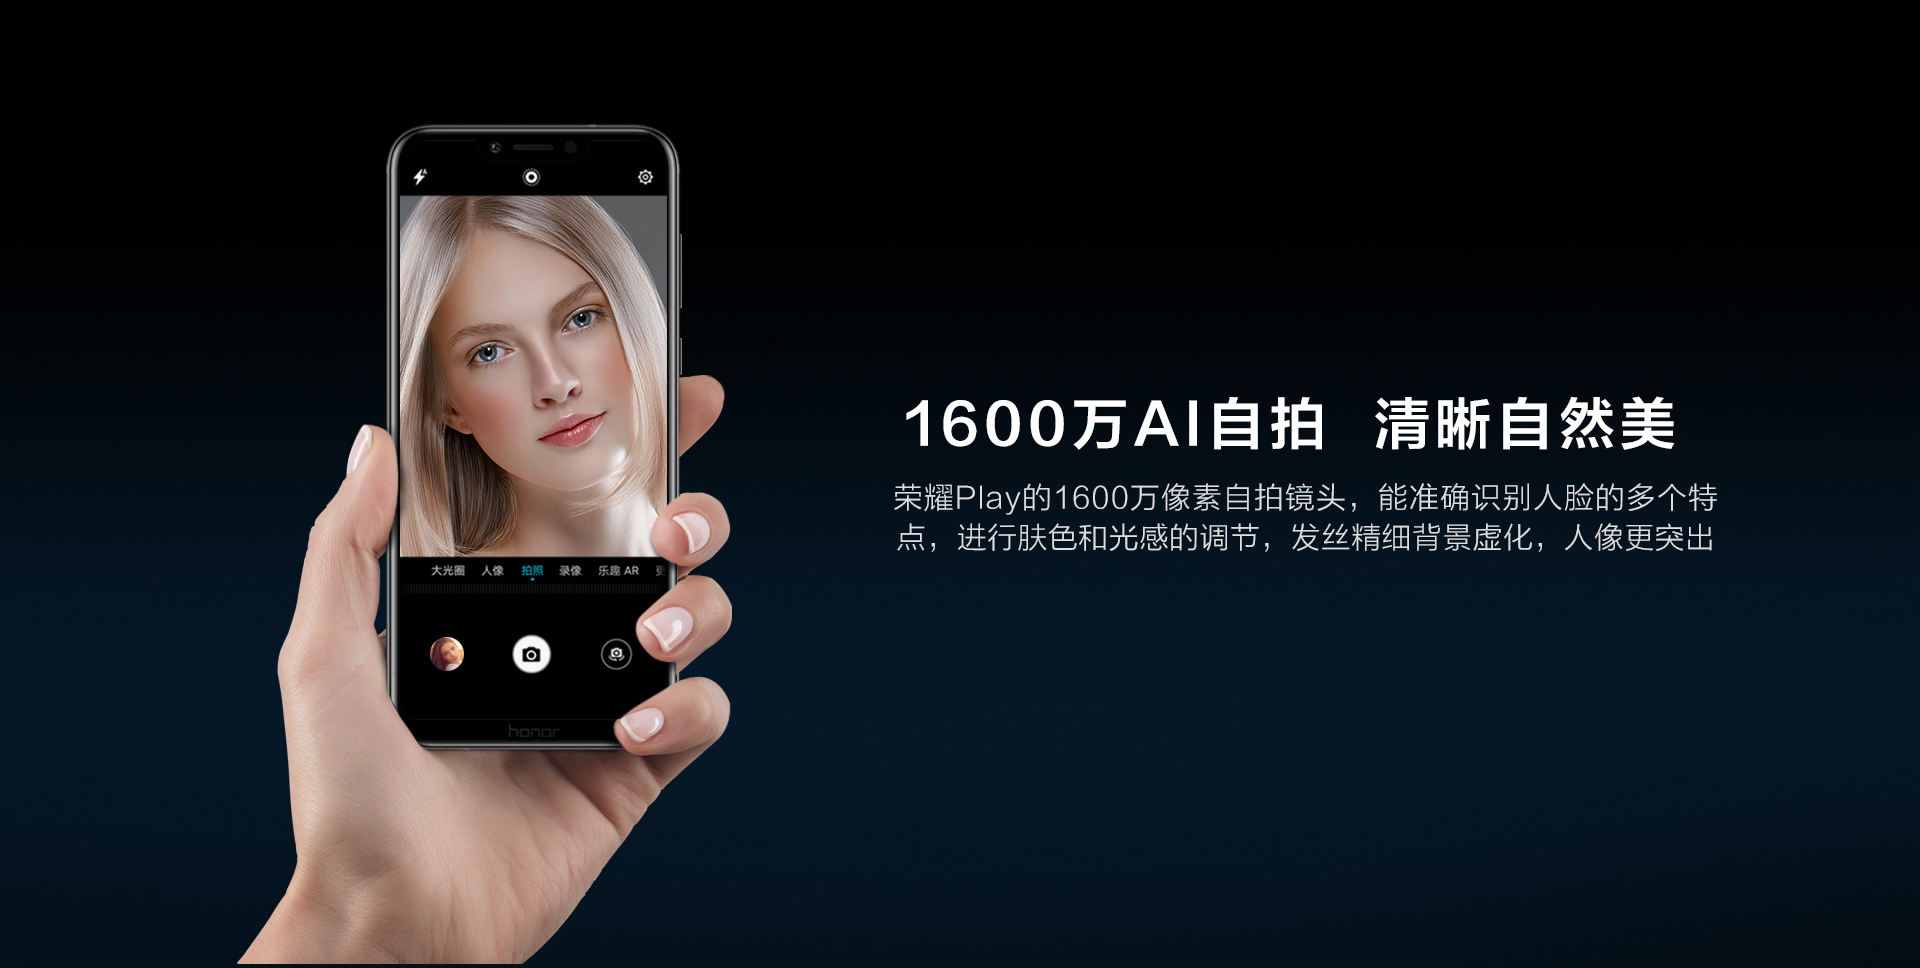 1600万AI自拍 清晰自然美
荣耀Play的1600万像素自拍镜头，能准确识别人脸的多个特
点，进行肤色和光感的调节，发丝精细背景虚化，人像更突出
大光圈 人像 拍照 录像 乐趣 AR
honor